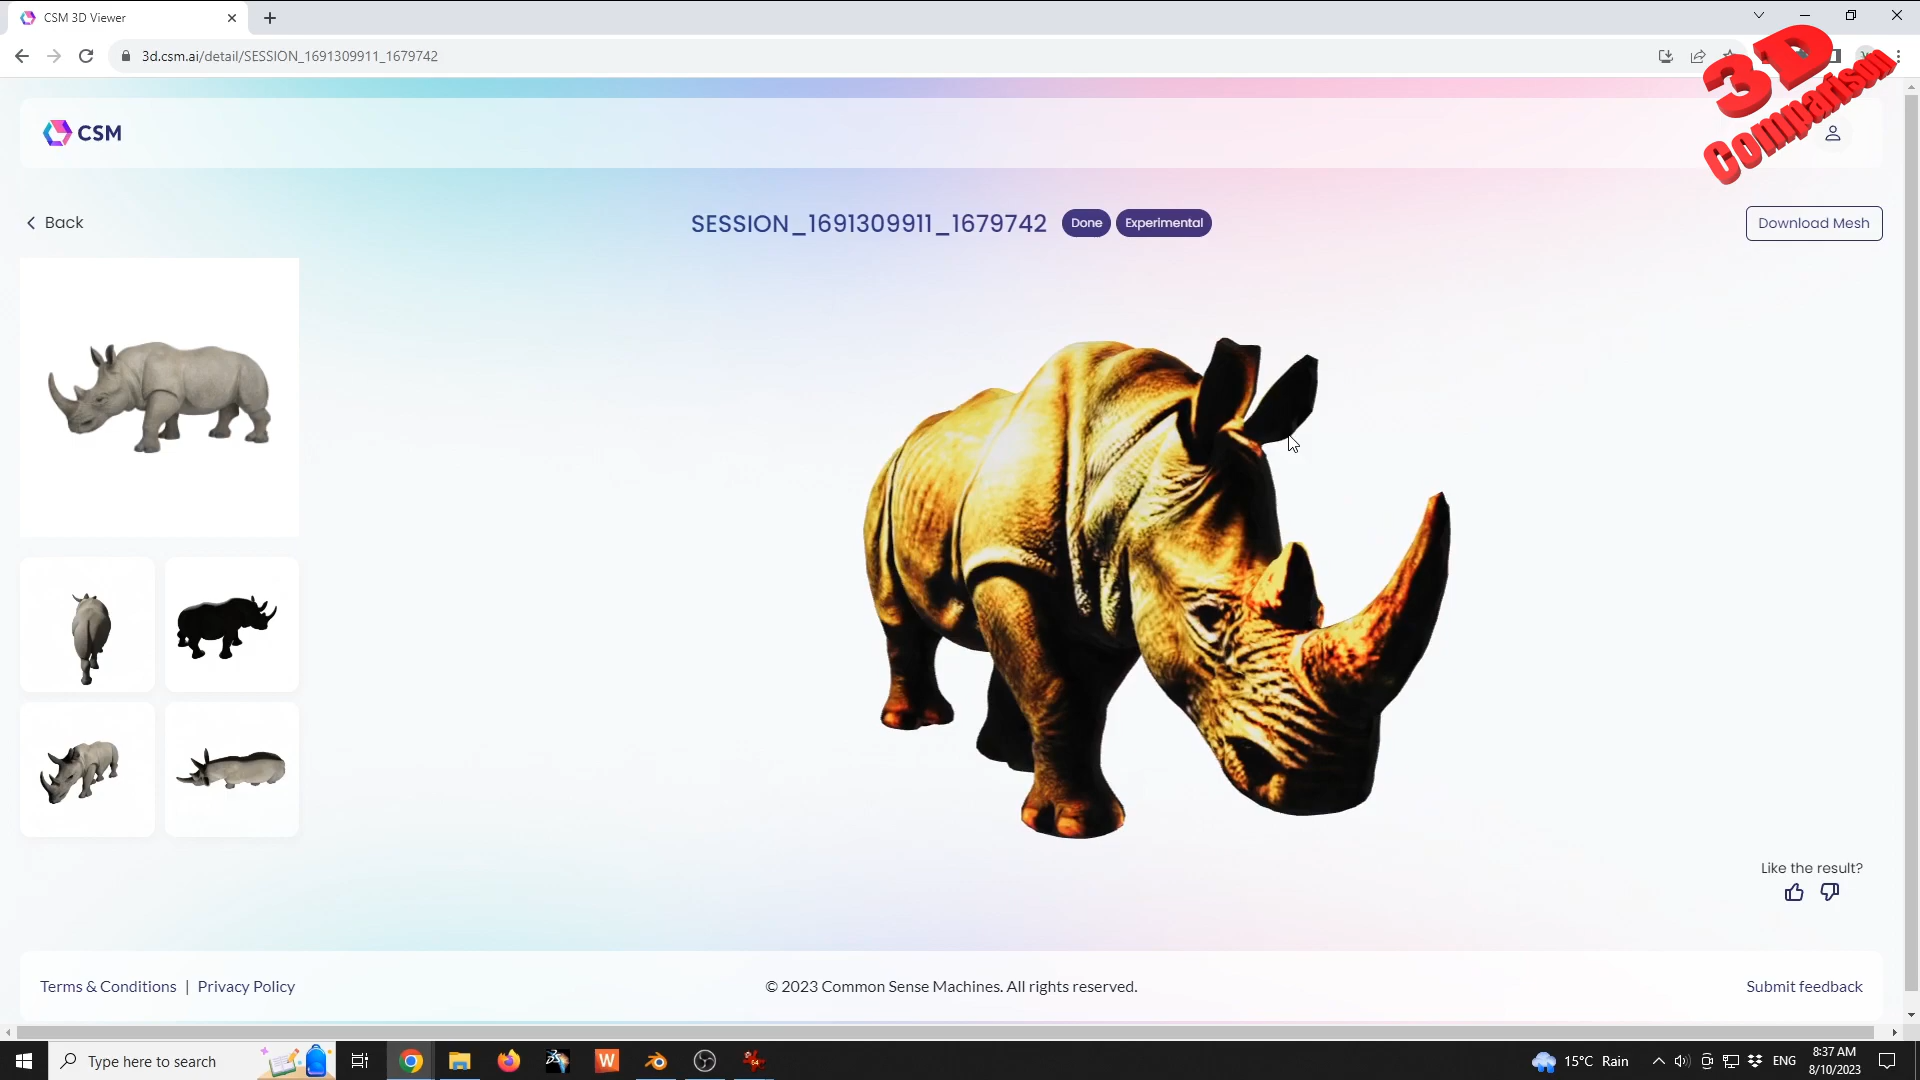 CSM 3D Viewer
3d.csm.ai/detail/SESSION_1691309911_1679742
3D
Comparison
CSM
Back
SESSION_1691309911_1679742
Done
Experimental
Download Mesh
Like the result?
Terms & Conditions | Privacy Policy
© 2023 Common Sense Machines. All rights reserved.
Submit feedback
Type here to search
W
64
15°C Rain
ENG
8:37 AM
8/10/2023